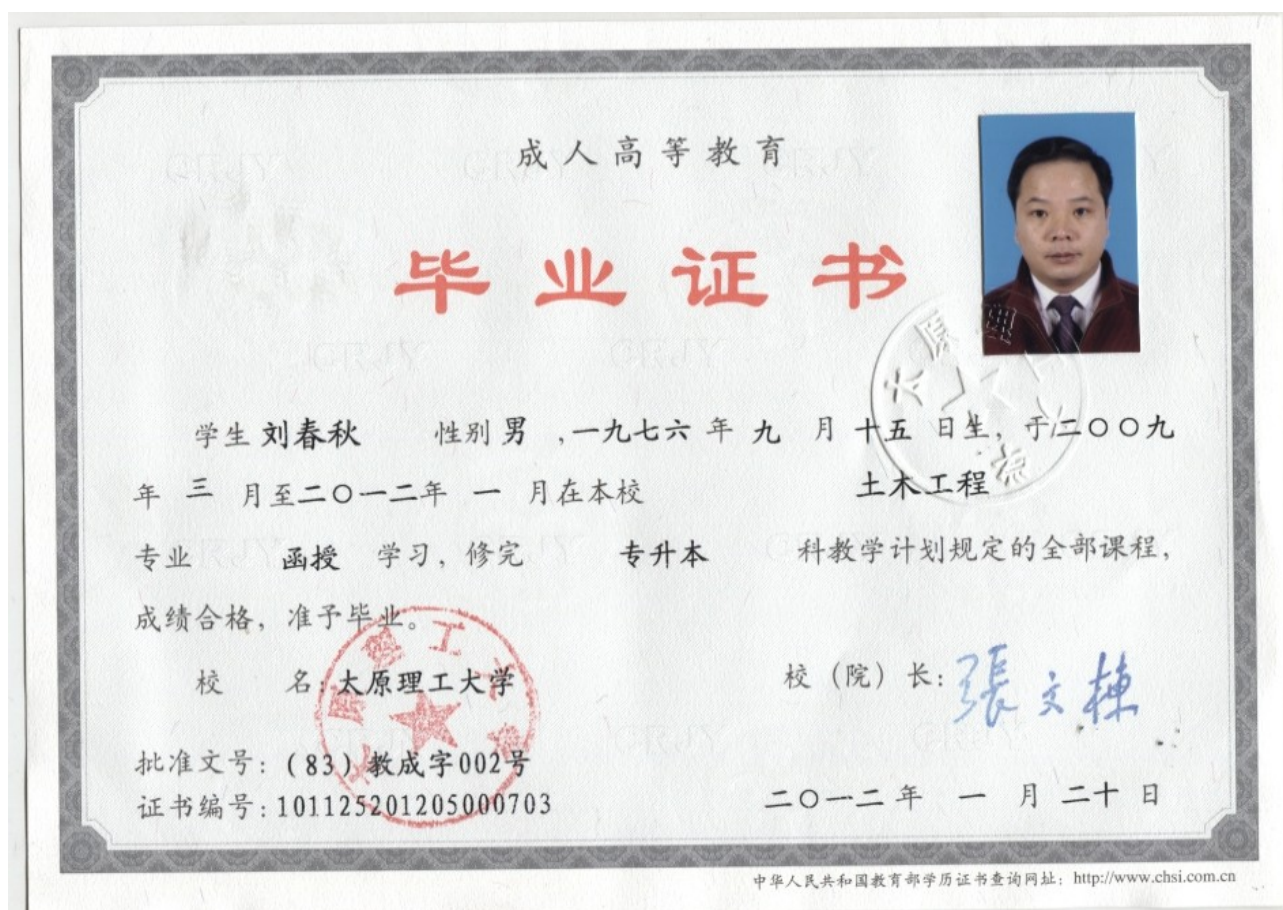 成人高等教育
毕业证书
学生 刘春秋 性别 男 ,一九七六 年 九 月 十五 日生, 于二〇〇九
年 三 月至二〇一二年 一 月在本校 土木工程
专业 函授 学习, 修完 专升本 科教学计划规定的全部课程,
成绩合格, 准予毕业。
校 名: 太原理工大学
校 (院) 长: 張文棟
批准文号: (83) 教成字002号
证书编号: 101125201205000703
二〇一二 年 一 月 二十 日
中华人民共和国教育部学历证书查询网址: http://www.chsi.com.cn